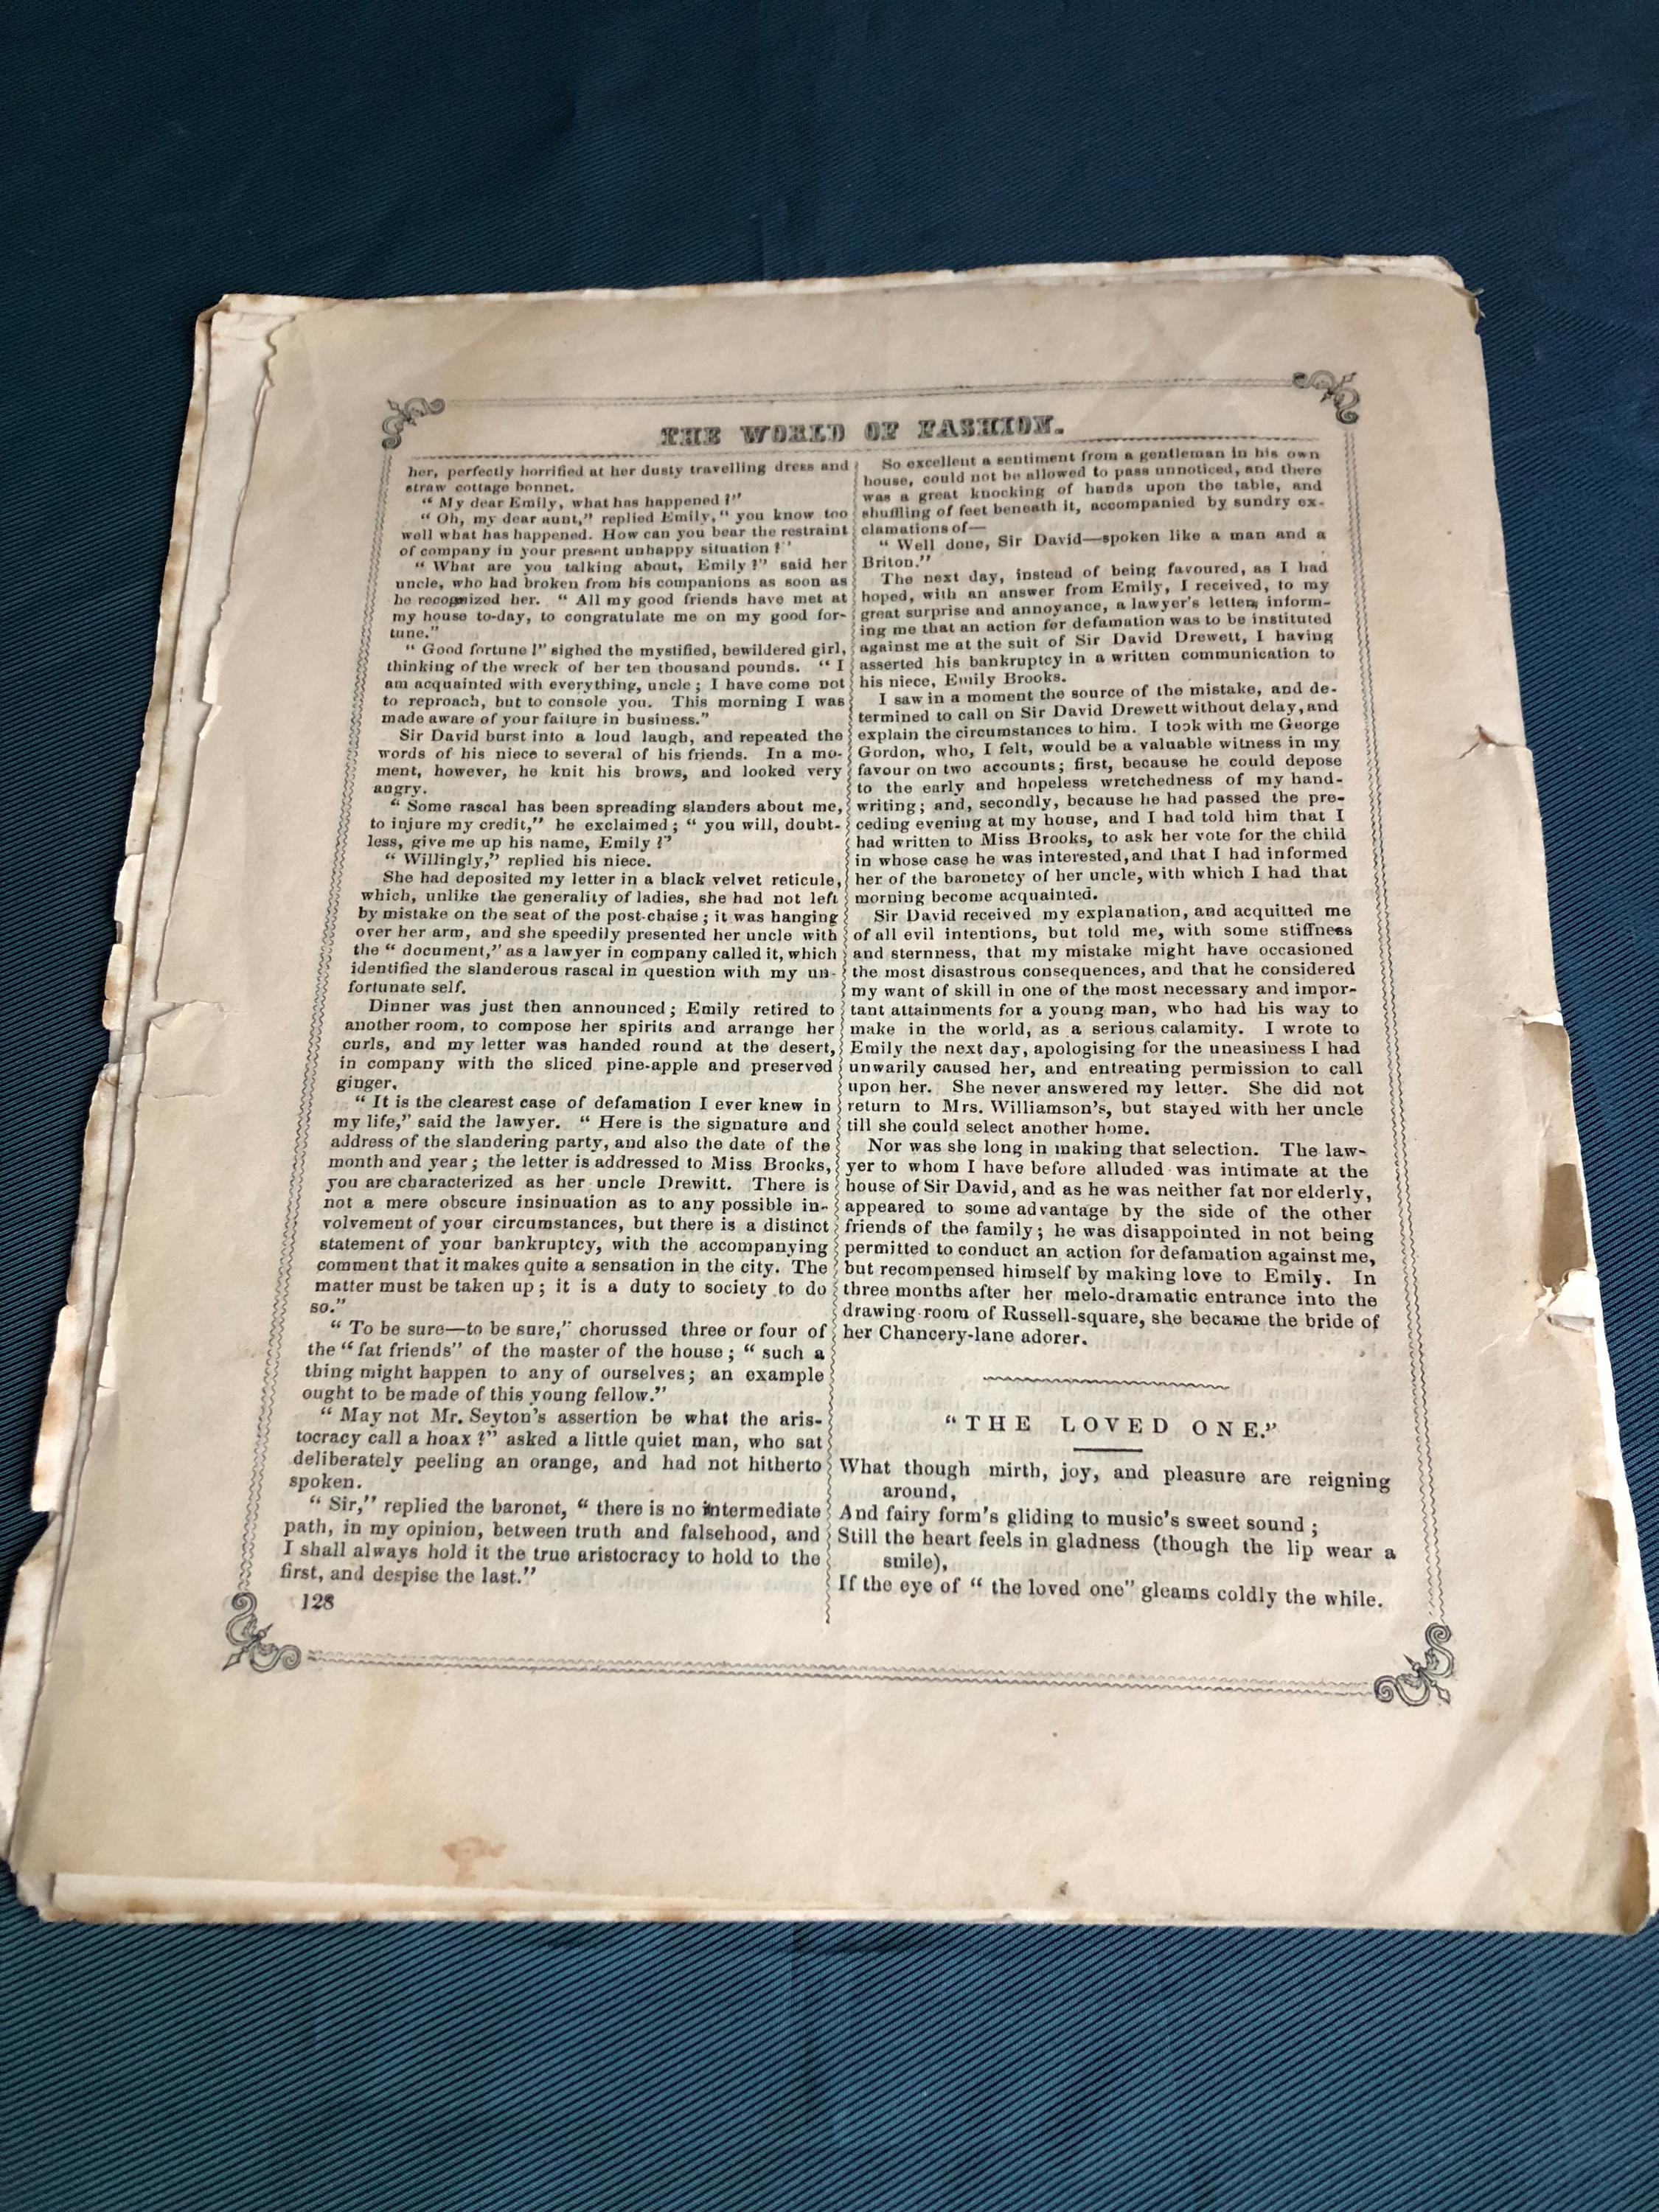 THE WORLD OF FASHION.
her, perfectly horrified at her dusty travelling dress and
straw cottage bonnet.
“ My dear Emily, what has happened ?”
“ Oh, my dear aunt,” replied Emily, “ you know too
well what has happened. How can you bear the restraint
of company in your present unhappy situation ?”
“ What are you talking about, Emily ?” said her
uncle, who had broken from his companions as soon as
he recognized her. “ All my good friends have met at
my house to-day, to congratulate me on my good for-
tune.”
“ Good fortune !” sighed the mystified, bewildered girl,
thinking of the wreck of her ten thousand pounds. “ I
am acquainted with everything, uncle ; I have come not
to reproach, but to console you. This morning I was
made aware of your failure in business.”
Sir David burst into a loud laugh, and repeated the
words of his niece to several of his friends. In a mo-
ment, however, he knit his brows, and looked very
angry.
“ Some rascal has been spreading slanders about me,
to injure my credit,” he exclaimed ; “ you will, doubt-
less, give me up his name, Emily ?”
“ Willingly,” replied his niece.
She had deposited my letter in a black velvet reticule,
which, unlike the generality of ladies, she had not left
by mistake on the seat of the post-chaise ; it was hanging
over her arm, and she speedily presented her uncle with
the “ document,” as a lawyer in company called it, which
identified the slanderous rascal in question with my un-
fortunate self.
Dinner was just then announced ; Emily retired to
another room, to compose her spirits and arrange her
curls, and my letter was handed round at the desert,
in company with the sliced pine-apple and preserved
ginger.
“ It is the clearest case of defamation I ever knew in
my life,” said the lawyer. “ Here is the signature and
address of the slandering party, and also the date of the
month and year ; the letter is addressed to Miss Brooks,
you are characterized as her uncle Drewitt. There is
not a mere obscure insinuation as to any possible in-
volvement of your circumstances, but there is a distinct
statement of your bankruptcy, with the accompanying
comment that it makes quite a sensation in the city. The
matter must be taken up ; it is a duty to society to do
so.”
“ To be sure—to be sure,” chorussed three or four of
the “ fat friends” of the master of the house ; “ such a
thing might happen to any of ourselves ; an example
ought to be made of this young fellow.”
“ May not Mr. Seyton's assertion be what the aris-
tocracy call a hoax ?” asked a little quiet man, who sat
deliberately peeling an orange, and had not hitherto
spoken.
“ Sir,” replied the baronet, “ there is no intermediate
path, in my opinion, between truth and falsehood, and
I shall always hold it the true aristocracy to hold to the
first, and despise the last.”
128
So excellent a sentiment from a gentleman in his own
house, could not be allowed to pass unnoticed, and there
was a great knocking of hands upon the table, and
shuffling of feet beneath it, accompanied by sundry ex-
clamations of—
“ Well done, Sir David—spoken like a man and a
Briton.”
The next day, instead of being favoured, as I had
hoped, with an answer from Emily, I received, to my
great surprise and annoyance, a lawyer's letter, inform-
ing me that an action for defamation was to be instituted
against me at the suit of Sir David Drewett, I having
asserted his bankruptcy in a written communication to
his niece, Emily Brooks.
I saw in a moment the source of the mistake, and de-
termined to call on Sir David Drewett without delay, and
explain the circumstances to him. I took with me George
Gordon, who, I felt, would be a valuable witness in my
favour on two accounts ; first, because he could depose
to the early and hopeless wretchedness of my hand-
writing ; and, secondly, because he had passed the pre-
ceding evening at my house, and I had told him that I
had written to Miss Brooks, to ask her vote for the child
in whose case he was interested, and that I had informed
her of the baronetcy of her uncle, with which I had that
morning become acquainted.
Sir David received my explanation, and acquitted me
of all evil intentions, but told me, with some stiffness
and sternness, that my mistake might have occasioned
the most disastrous consequences, and that he considered
my want of skill in one of the most necessary and impor-
tant attainments for a young man, who had his way to
make in the world, as a serious calamity. I wrote to
Emily the next day, apologising for the uneasiness I had
unwarily caused her, and entreating permission to call
upon her. She never answered my letter. She did not
return to Mrs. Williamson's, but stayed with her uncle
till she could select another home.
Nor was she long in making that selection. The law-
yer to whom I have before alluded was intimate at the
house of Sir David, and as he was neither fat nor elderly,
appeared to some advantage by the side of the other
friends of the family ; he was disappointed in not being
permitted to conduct an action for defamation against me,
but recompensed himself by making love to Emily. In
three months after her melo-dramatic entrance into the
drawing-room of Russell-square, she became the bride of
her Chancery-lane adorer.
“ THE LOVED ONE.”
What though mirth, joy, and pleasure are reigning
around,
And fairy form's gliding to music's sweet sound ;
Still the heart feels in gladness (though the lip wear a
smile),
If the eye of “ the loved one” gleams coldly the while.